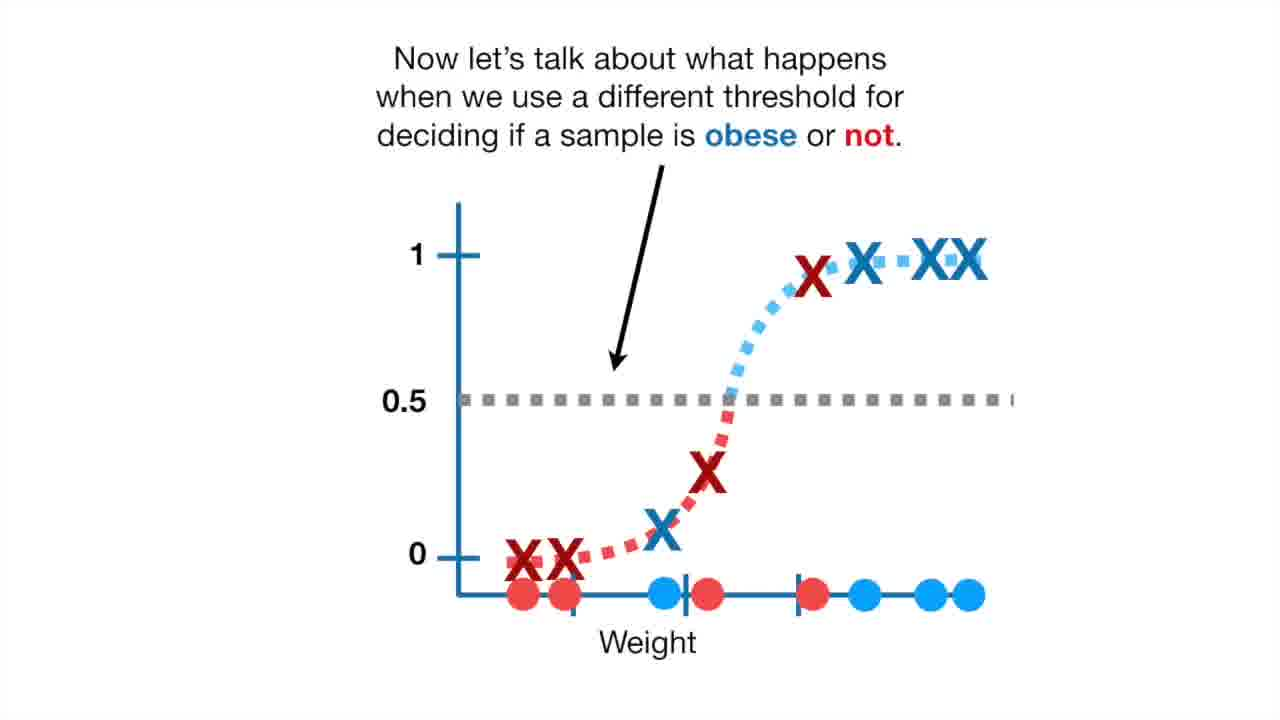 Now let's talk about what happens
when we use a different threshold for
deciding if a sample is obese or not.
1
X X X X
0.5
X
X
0
X X
Weight